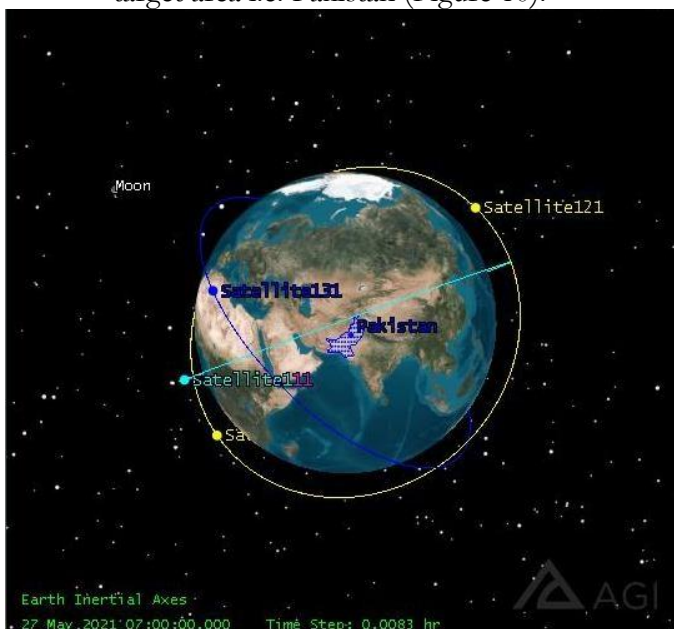 target area i.e. Pakistan (Figure 10).
Moon
Satellite121
Satellite131
Pakistan
Satellite111
Sa
AGI
Earth Inertial Axes
27 May 2021 07:00:00.000 Time Step: 0.0083 hr